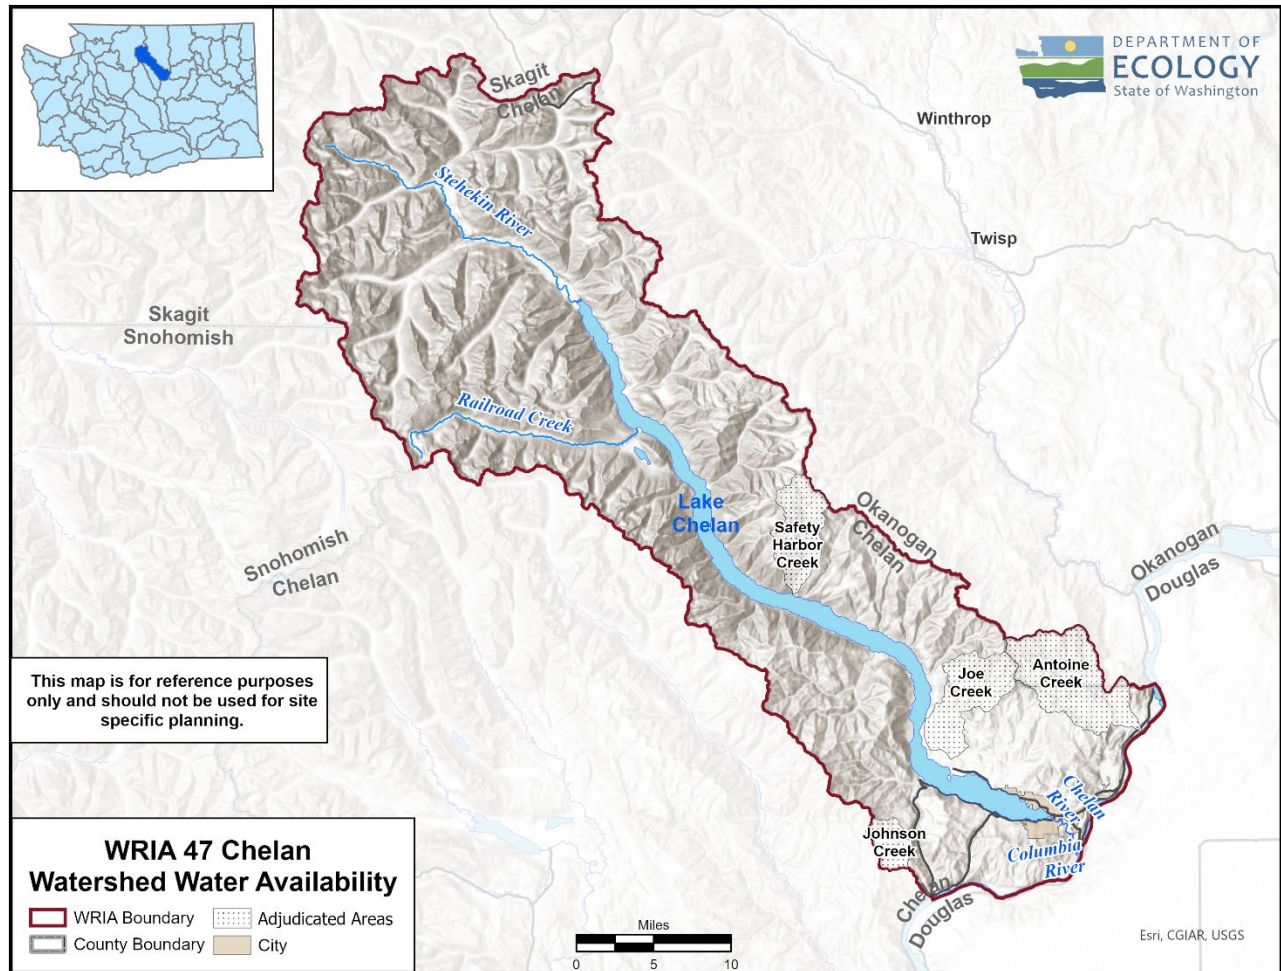 DEPARTMENT OF
ECOLOGY
State of Washington
Skagit
Chelan
Winthrop
Twisp
Stehekin River
Skagit
Snohomish
Railroad Creek
Lake
Chelan
Safety
Harbor
Creek
Okanogan
Chelan
Okanogan
Douglas
Snohomish
Chelan
Joe
Creek
Antoine
Creek
This map is for reference purposes
only and should not be used for site
specific planning.
Chelan
River
Johnson
Creek
Columbia
River
Chelan
Douglas
WRIA 47 Chelan
Watershed Water Availability
WRIA Boundary
Adjudicated Areas
County Boundary
City
Miles
0 5 10
Esri, CGIAR, USGS